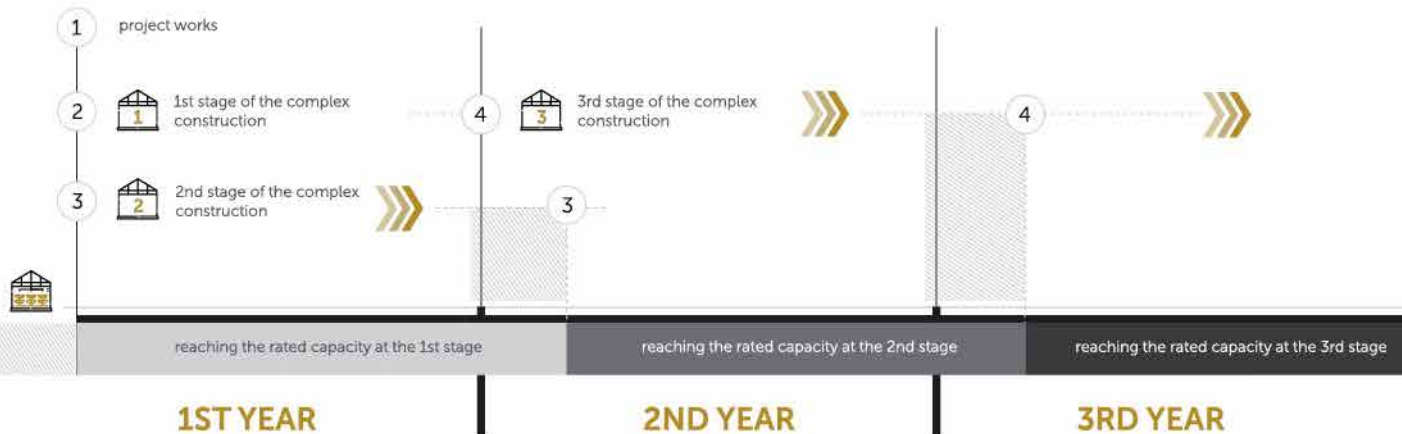 1
project works
2
1
1st stage of the complex
construction
4
3
3rd stage of the complex
construction
4
3
2
2nd stage of the complex
construction
3
reaching the rated capacity at the 1st stage
reaching the rated capacity at the 2nd stage
reaching the rated capacity at the 3rd stage
1ST YEAR
2ND YEAR
3RD YEAR